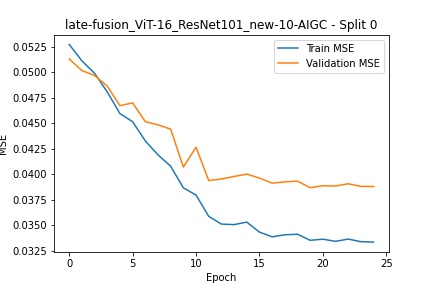 late-fusion_ViT-16_ResNet101_new-10-AIGC - Split 0
Train MSE
Validation MSE
0.0525
0.0500
0.0475
0.0450
0.0425
0.0400
0.0375
0.0350
0.0325
MSE
0 5 10 15 20 25
Epoch